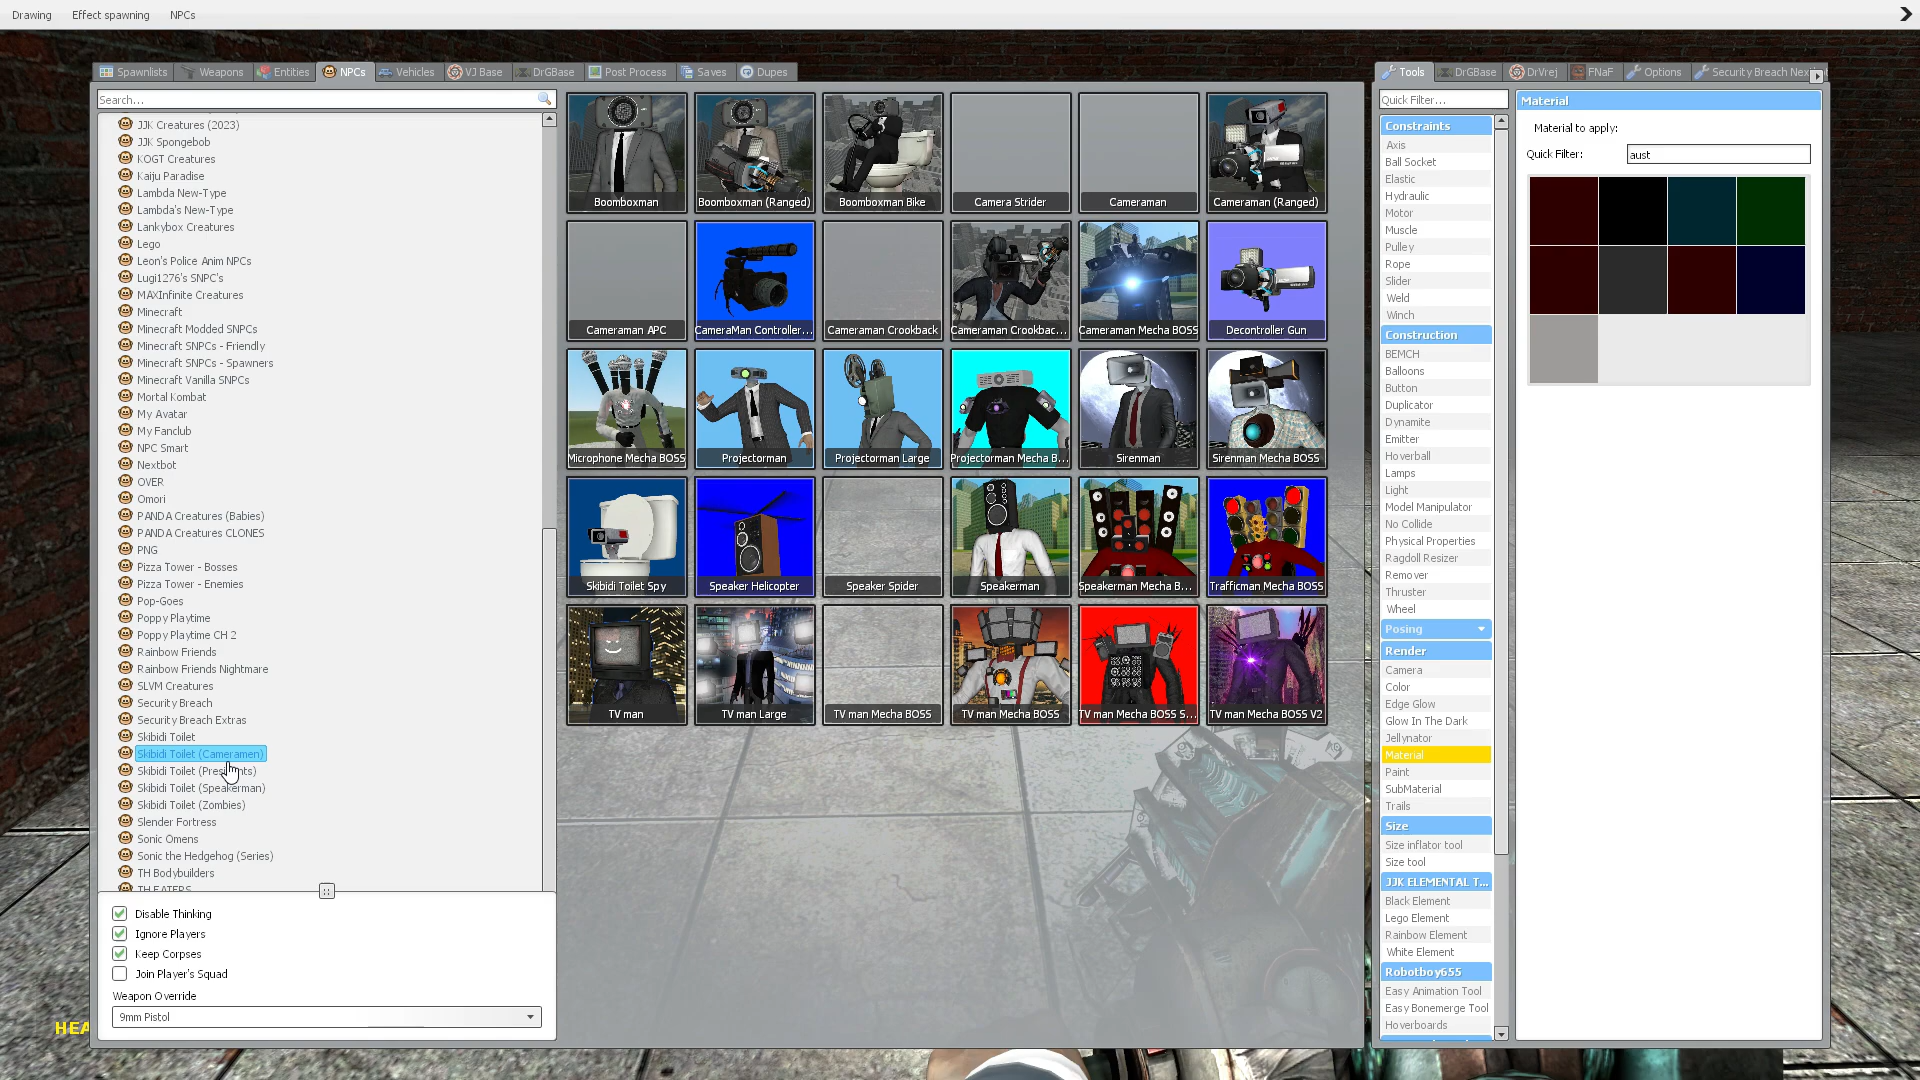 Drawing Effect spawning NPCs
Spawnlists Weapons Entities NPCs Vehicles VJ Base DrGBase Post Process Saves Dupes
Search...
JJK Creatures (2023)
JJK Spongebob
KOGT Creatures
Kaiju Paradise
Lambda New-Type
Lambda's New-Type
Lankybox Creatures
Lego
Leon's Police Anim NPCs
Lugi1276's SNPC's
MAXInfinite Creatures
Minecraft
Minecraft Modded SNPCs
Minecraft SNPCs - Friendly
Minecraft SNPCs - Spawners
Minecraft Vanilla SNPCs
Mortal Kombat
My Avatar
My Fanclub
NPC Smart
Nextbot
OVER
Omori
PANDA Creatures (Babies)
PANDA Creatures CLONES
PNG
Pizza Tower - Bosses
Pizza Tower - Enemies
Pop-Goes
Poppy Playtime
Poppy Playtime CH 2
Rainbow Friends
Rainbow Friends Nightmare
SLVM Creatures
Security Breach
Security Breach Extras
Skibidi Toilet
Skibidi Toilet (Cameramen)
Skibidi Toilet
Skibidi Toilet (Speakerman)
Skibidi Toilet (Zombies)
Slender Fortress
Sonic Omens
Sonic the Hedgehog (Series)
TH Bodybuilders
TH EATERS
Disable Thinking
Ignore Players
Keep Corpses
Join Player's Squad
Weapon Override
9mm Pistol
HEA
Boomboxman Boomboxman (Ranged) Boomboxman Bike Camera Strider Cameraman Cameraman (Ranged)
Cameraman APC CameraMan Controller... Cameraman Crookback Cameraman Crookbac... Cameraman Mecha BOSS Decontroller Gun
Microphone Mecha BOSS Projectorman Projectorman Large Projectorman Mecha B... Sirenman Sirenman Mecha BOSS
Skibidi Toilet Spy Speaker Helicopter Speaker Spider Speakerman Speakerman Mecha B... Trafficman Mecha BOSS
TV man TV man Large TV man Mecha BOSS TV man Mecha BOSS TV man Mecha BOSS S... TV man Mecha BOSS V2
Tools DrGBase DrVrej FNaF Options Security Breach
Quick Filter...
Constraints
Axis
Ball Socket
Elastic
Hydraulic
Motor
Muscle
Pulley
Rope
Slider
Weld
Winch
Construction
BEMCH
Balloons
Button
Duplicator
Dynamite
Emitter
Hoverball
Lamps
Light
Model Manipulator
No Collide
Physical Properties
Ragdoll Resizer
Remover
Thruster
Wheel
Posing
Render
Camera
Color
Edge Glow
Glow In The Dark
Jellynator
Material
Paint
SubMaterial
Trails
Size
Size inflator tool
Size tool
JJK ELEMENTAL T...
Black Element
Lego Element
Rainbow Element
White Element
Robotboy655
Easy Animation Tool
Easy Bonemerge Tool
Hoverboards
Material
Material to apply:
Quick Filter: aust